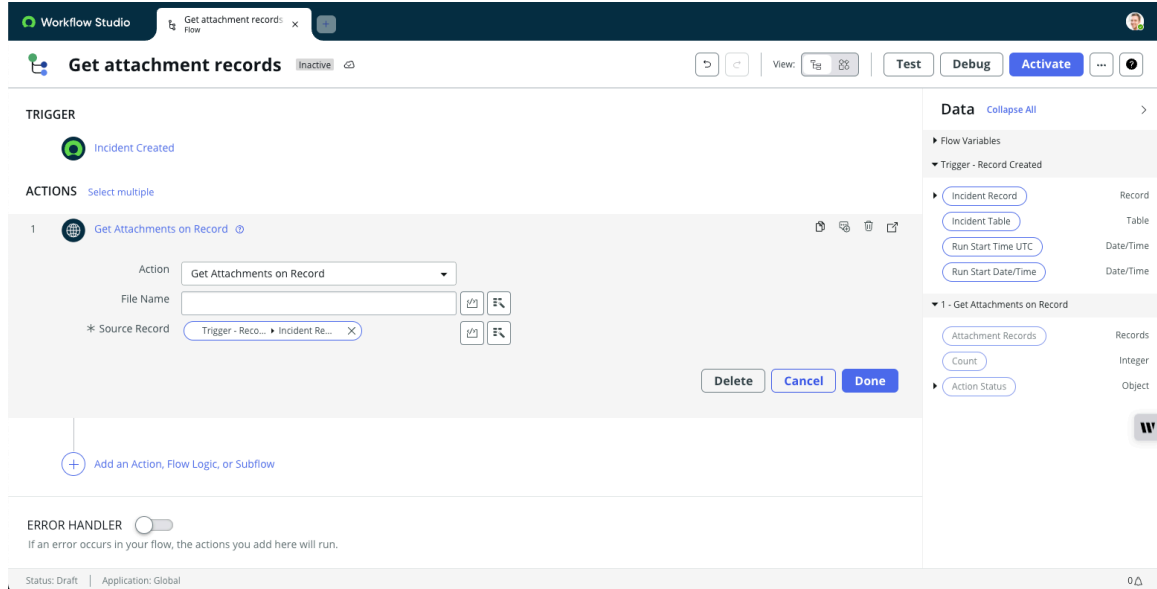 Workflow Studio
Get attachment records
Flow
Get attachment records Inactive
View:
Test Debug Activate ... ?
TRIGGER
Incident Created
ACTIONS Select multiple
1 Get Attachments on Record
Action Get Attachments on Record
File Name
* Source Record Trigger - Reco... ▸ Incident Re... X
Delete Cancel Done
Add an Action, Flow Logic, or Subflow
ERROR HANDLER
If an error occurs in your flow, the actions you add here will run.
Status: Draft | Application: Global
Data Collapse All
Flow Variables
Trigger - Record Created
Incident Record Record
Incident Table Table
Run Start Time UTC Date/Time
Run Start Date/Time Date/Time
1 - Get Attachments on Record
Attachment Records Records
Count Integer
Action Status Object
W
0